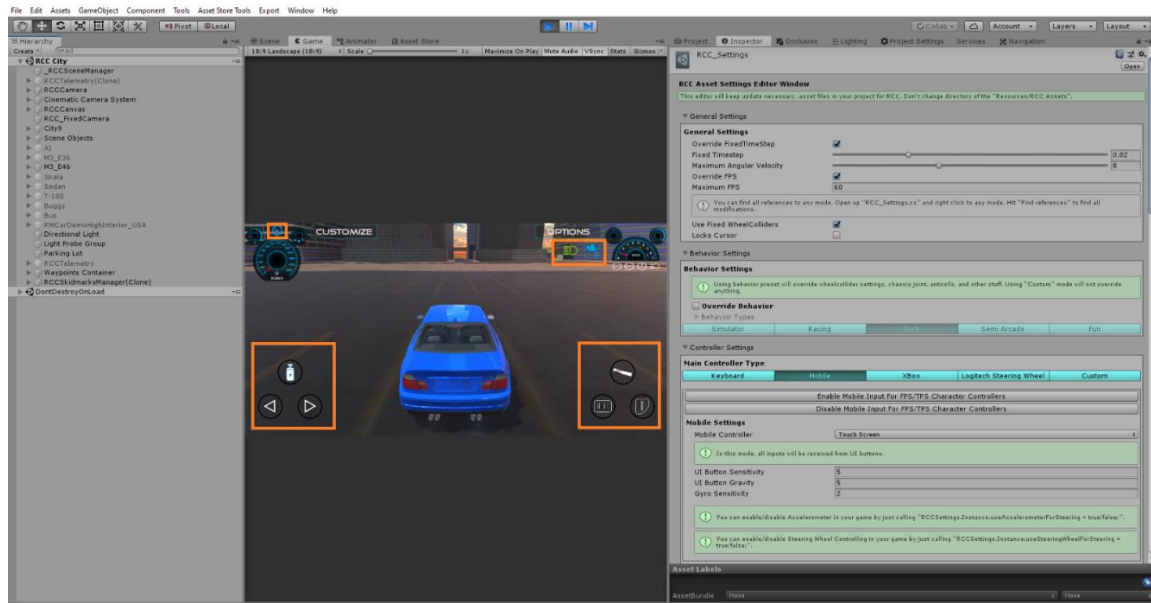 File Edit Assets GameObject Component Tools Asset Store Tools Export Window Help
Pivot Local
Collab Account Layers Layout
Hierarchy
Create All
RCC City
_RCCSceneManager
RCCTelemetry(Clone)
RCCCamera
Cinematic Camera System
RCCCanvas
RCC_FixedCamera
City9
Scene Objects
AI
M3_E36
M3_E46
Skala
Sedan
T-100
Buggy
Bus
RMCarDemoHighInterior_USA
Directional Light
Light Probe Group
Parking Lot
RCCTelemetry
Waypoints Container
RCCSkidmarksManager(Clone)
DontDestroyOnLoad
Scene Game Animator Asset Store
Scale 1x Maximize On Play Mute Audio VSync Stats Gizmos
CUSTOMIZE
OPTIONS
Project Inspector Occlusion Lighting Project Settings Services Navigation
RCC_Settings
Open
RCC Asset Settings Editor Window
This editor will keep update necessary .asset files in your project for RCC. Don't change directory of the "Resources/RCC Assets".
General Settings
General Settings
Override FixedTimeStep
Fixed Timestep 0.02
Maximum Angular Velocity 8
Override FPS
Maximum FPS 60
You can find all references to any mode. Open up "RCC_Settings.cs" and right click to any mode. Hit "Find references" to find all
modifications.
Use Fixed WheelColliders
Locks Cursor
Behavior Settings
Behavior Settings
Using behavior preset will override wheelcollider settings, chassis joint, antirolls, and other stuff. Using "Custom" mode will not override
anything.
Override Behavior
Behavior Types
Simulator Racing Drift Semi Arcade Fun
Controller Settings
Main Controller Type
Keyboard Mobile XBox Logitech Steering Wheel Custom
Enable Mobile Input For FPS/TPS Character Controllers
Disable Mobile Input For FPS/TPS Character Controllers
Mobile Settings
Mobile Controller Touch Screen
In this mode, all inputs will be received from UI buttons.
UI Button Sensitivity 5
UI Button Gravity 5
Gyro Sensitivity 2
You can enable/disable Accelerometer in your game by just calling "RCCSettings.Instance.useAccelerometerForSteering = true/false;".
You can enable/disable Steering Wheel Controlling in your game by just calling "RCCSettings.Instance.useSteeringWheelForSteering =
true/false;".
Asset Labels
AssetBundle None None